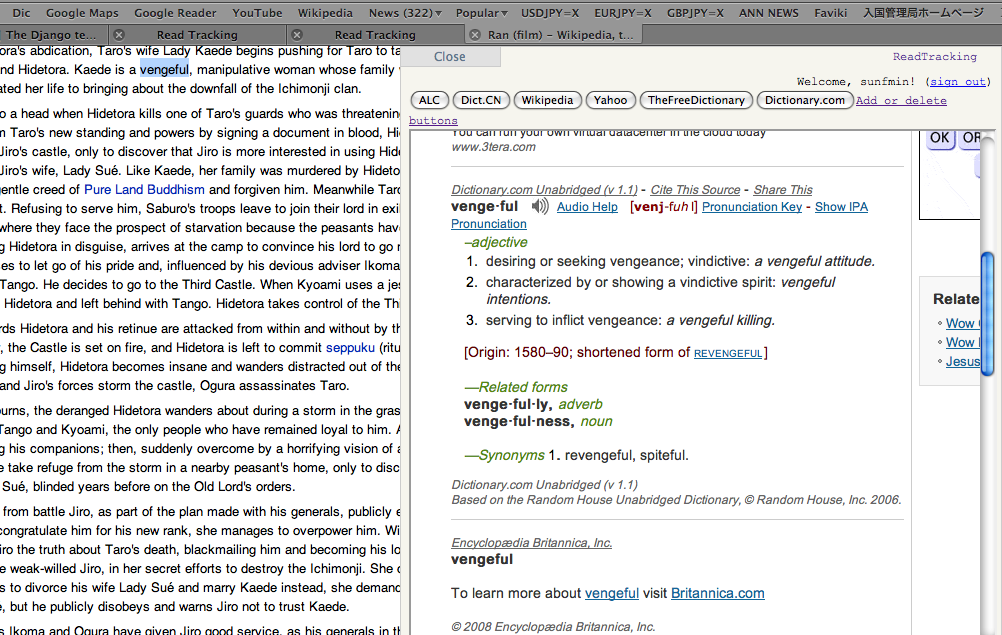 Dic Google Maps Google Reader YouTube Wikipedia News (322)▾ Popular▾ USDJPY=X EURJPY=X GBPJPY=X ANN NEWS Faviki 入国管理局ホームページ
The Django te... Read Tracking Read Tracking Ran (film) – Wikipedia, t...
ora's abdication, Taro's wife Lady Kaede begins pushing for Taro to ta
nd Hidetora. Kaede is a vengeful, manipulative woman whose family
ated her life to bringing about the downfall of the Ichimonji clan.
o a head when Hidetora kills one of Taro's guards who was threatenin
n Taro's new standing and powers by signing a document in blood, Hi
Jiro's castle, only to discover that Jiro is more interested in using Hide
Jiro's wife, Lady Sué. Like Kaede, her family was murdered by Hideto
gentle creed of Pure Land Buddhism and forgiven him. Meanwhile Taro
t. Refusing to serve him, Saburo's troops leave to join their lord in exi
where they face the prospect of starvation because the peasants hav
g Hidetora in disguise, arrives at the camp to convince his lord to go
es to let go of his pride and, influenced by his devious adviser Ikoma
Tango. He decides to go to the Third Castle. When Kyoami uses a je
Hidetora and left behind with Tango. Hidetora takes control of the Thi
rds Hidetora and his retinue are attacked from within and without by th
, the Castle is set on fire, and Hidetora is left to commit seppuku (ritu
g himself, Hidetora becomes insane and wanders distracted out of the
and Jiro's forces storm the castle, Ogura assassinates Taro.
urns, the deranged Hidetora wanders about during a storm in the gras
Tango and Kyoami, the only people who have remained loyal to him. A
g his companions; then, suddenly overcome by a horrifying vision of a
e take refuge from the storm in a nearby peasant's home, only to disc
Sué, blinded years before on the Old Lord's orders.
from battle Jiro, as part of the plan made with his generals, publicly e
congratulate him for his new rank, she manages to overpower him. Wi
iro the truth about Taro's death, blackmailing him and becoming his lo
e weak-willed Jiro, in her secret efforts to destroy the Ichimonji. She c
s to divorce his wife Lady Sué and marry Kaede instead, she demand
e, but he publicly disobeys and warns Jiro not to trust Kaede.
s Ikoma and Ogura have given Jiro good service, as his generals in th
Close
ReadTracking
Welcome, sunfmin! (sign out)
ALC Dict.CN Wikipedia Yahoo TheFreeDictionary Dictionary.com Add or delete
buttons
You can run your own virtual datacenter in the cloud today
www.3tera.com
Dictionary.com Unabridged (v 1.1) - Cite This Source - Share This
venge·ful Audio Help [venj-fuhl] Pronunciation Key - Show IPA
Pronunciation
–adjective
1. desiring or seeking vengeance; vindictive: a vengeful attitude.
2. characterized by or showing a vindictive spirit: vengeful
intentions.
3. serving to inflict vengeance: a vengeful killing.
[Origin: 1580–90; shortened form of REVENGEFUL]
—Related forms
venge·ful·ly, adverb
venge·ful·ness, noun
—Synonyms 1. revengeful, spiteful.
Dictionary.com Unabridged (v 1.1)
Based on the Random House Unabridged Dictionary, © Random House, Inc. 2006.
Encyclopædia Britannica, Inc.
vengeful
To learn more about vengeful visit Britannica.com
© 2008 Encyclopædia Britannica, Inc.
OK OR
Relate
Wow
Wow
Jesus